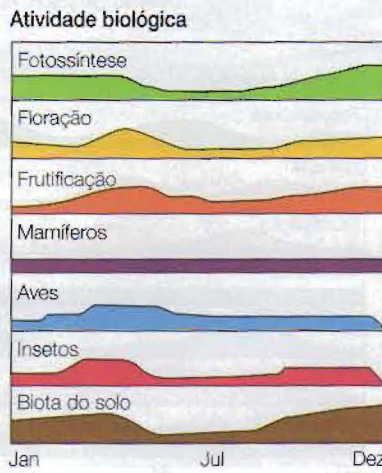 Atividade biológica
Fotossíntese
Floração
Frutificação
Mamíferos
Aves
Insetos
Biota do solo
Jan Jul Dez